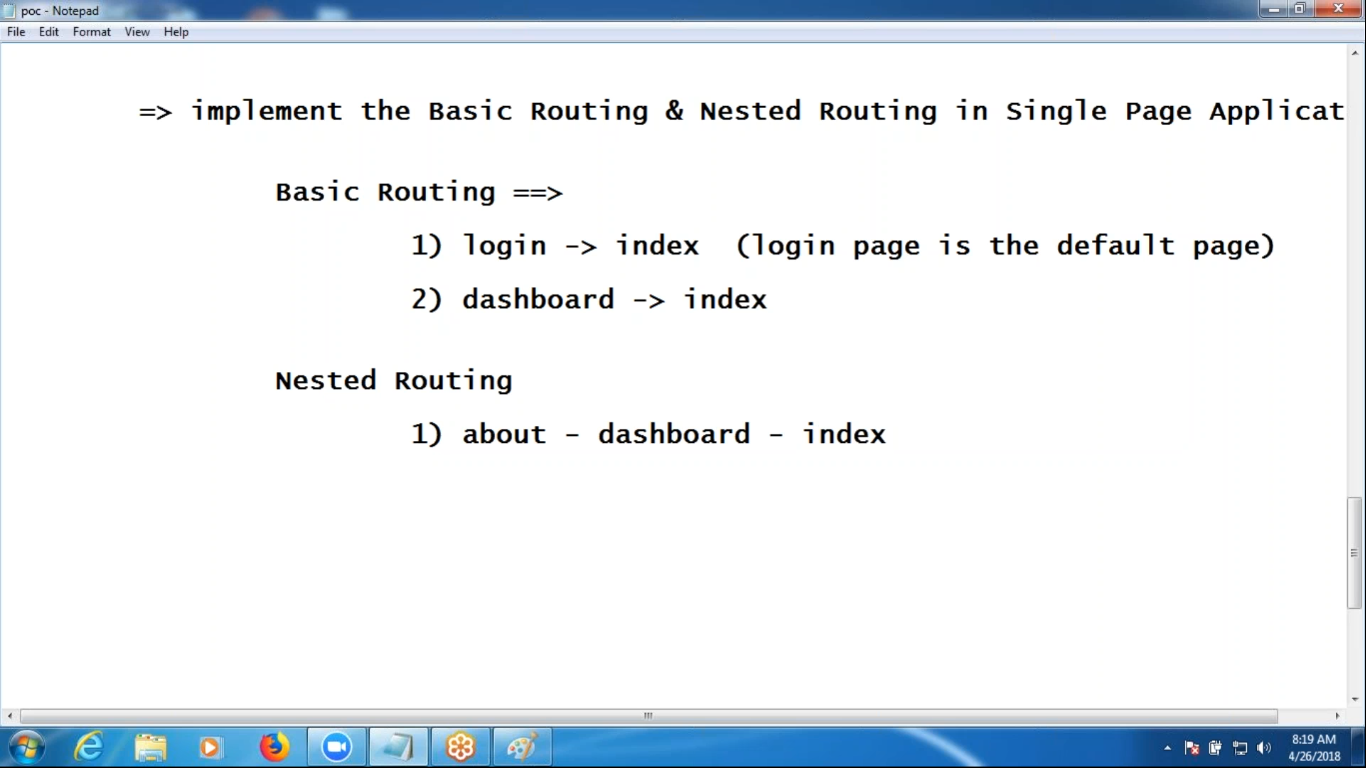 poc - Notepad
File Edit Format View Help
=> implement the Basic Routing & Nested Routing in Single Page Applicat
Basic Routing ==>
1) login -> index (login page is the default page)
2) dashboard -> index
Nested Routing
1) about - dashboard - index
8:19 AM
4/26/2018